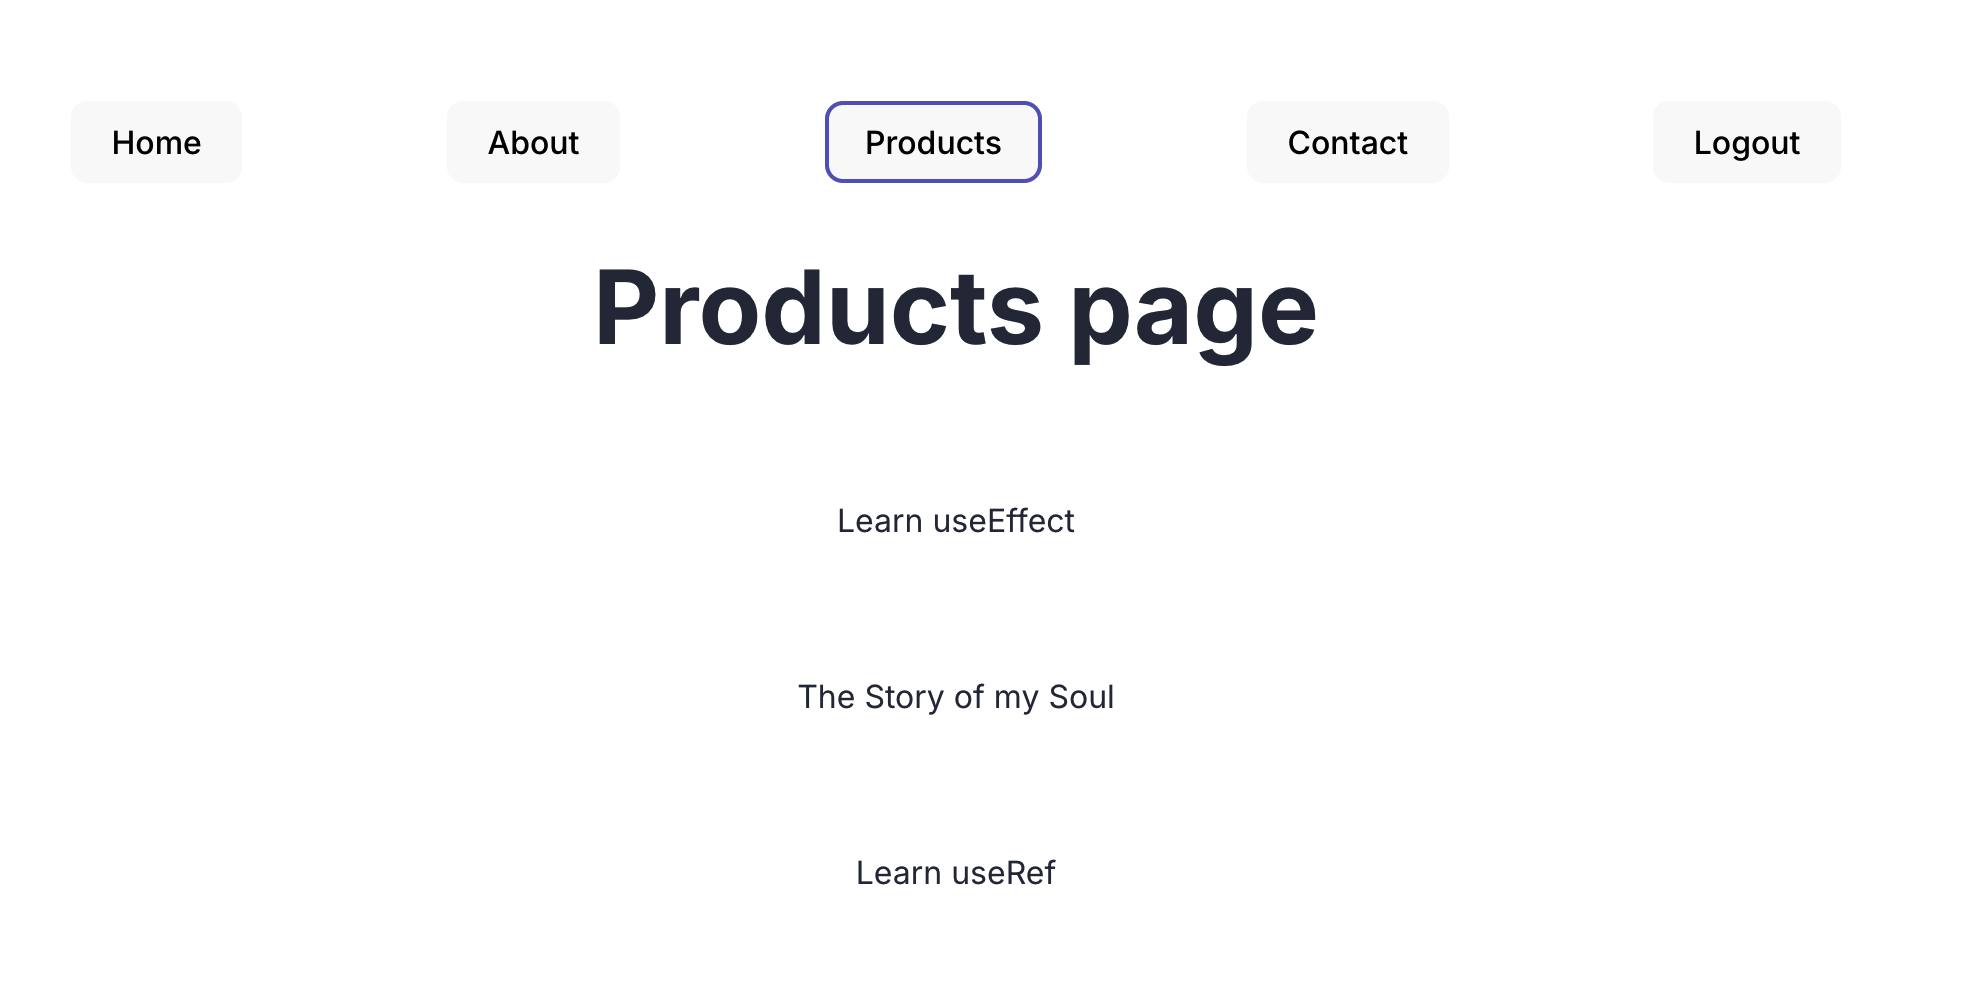 Home About Products Contact Logout
Products page
Learn useEffect
The Story of my Soul
Learn useRef